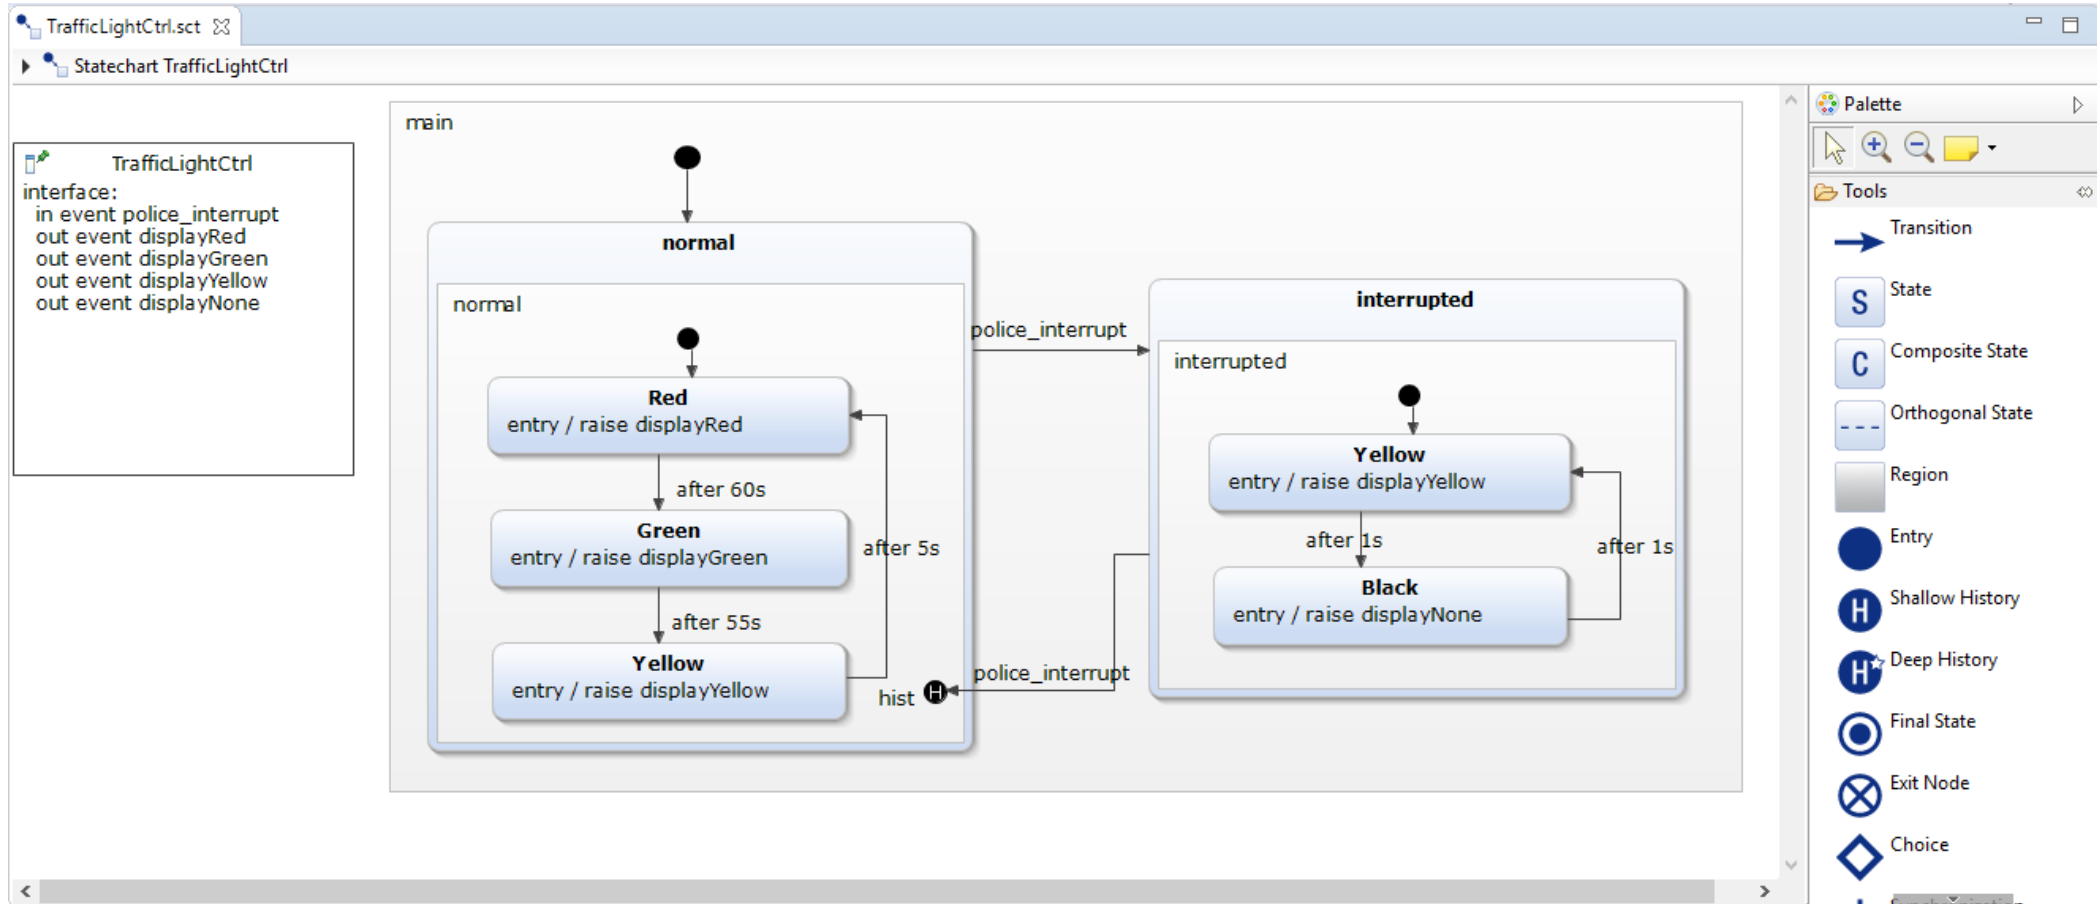 TrafficLightCtrl.sct
Statechart TrafficLightCtrl
TrafficLightCtrl
interface:
in event police_interrupt
out event displayRed
out event displayGreen
out event displayYellow
out event displayNone
main
normal
normal
Red
entry / raise displayRed
after 60s
Green
entry / raise displayGreen
after 5s
after 55s
Yellow
entry / raise displayYellow
hist
H
police_interrupt
police_interrupt
interrupted
interrupted
Yellow
entry / raise displayYellow
after 1s
after 1s
Black
entry / raise displayNone
Palette
Tools
Transition
S State
C Composite State
Orthogonal State
Region
Entry
H Shallow History
H Deep History
Final State
Exit Node
Choice